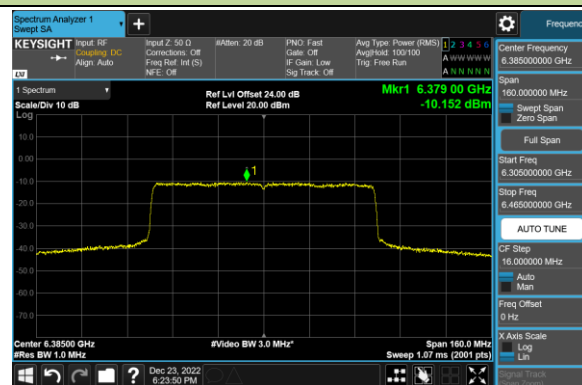 Spectrum Analyzer 1
Swept SA
+
Frequency
KEYSIGHT
Input: RF
Coupling: DC
Align: Auto
Input Z: 50 Ω
Corrections: Off
Freq Ref: Int (S)
NFE: Off
#Atten: 20 dB
PNO: Fast
Gate: Off
IF Gain: Low
Sig Track: Off
Avg Type: Power (RMS)
Avg|Hold: 100/100
Trig: Free Run
1 2 3 4 5 6
A W W W W W
A N N N N N
LXI
1 Spectrum
Scale/Div 10 dB
Log
Ref Lvl Offset 24.00 dB
Ref Level 20.00 dBm
Mkr1 6.379 00 GHz
-10.152 dBm
10.0
0.00
-10.0
-20.0
-30.0
-40.0
-50.0
-60.0
-70.0
1
Center 6.38500 GHz
#Res BW 1.0 MHz
#Video BW 3.0 MHz*
Span 160.0 MHz
Sweep 1.07 ms (2001 pts)
Center Frequency
6.385000000 GHz
Span
160.000000 MHz
Swept Span
Zero Span
Full Span
Start Freq
6.305000000 GHz
Stop Freq
6.465000000 GHz
AUTO TUNE
CF Step
16.000000 MHz
Auto
Man
Freq Offset
0 Hz
X Axis Scale
Log
Lin
Signal Track
Dec 23, 2022
6:23:50 PM
?